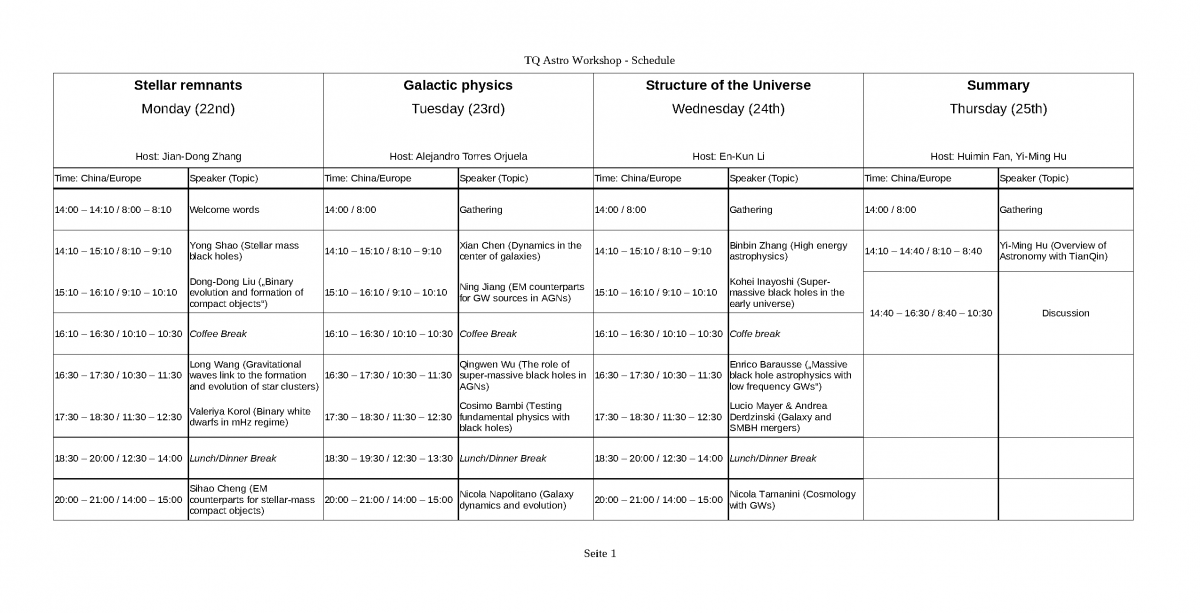 TQ Astro Workshop - Schedule
Stellar remnants
Monday (22nd)
Host: Jian-Dong Zhang
Galactic physics
Tuesday (23rd)
Host: Alejandro Torres Orjuela
Structure of the Universe
Wednesday (24th)
Host: En-Kun Li
Summary
Thursday (25th)
Host: Huimin Fan, Yi-Ming Hu
Time: China/Europe
Speaker (Topic)
Time: China/Europe
Speaker (Topic)
Time: China/Europe
Speaker (Topic)
Time: China/Europe
Speaker (Topic)
14:00 – 14:10 / 8:00 – 8:10
Welcome words
14:00 / 8:00
Gathering
14:00 / 8:00
Gathering
14:00 / 8:00
Gathering
14:10 – 15:10 / 8:10 – 9:10
Yong Shao (Stellar mass
black holes)
14:10 – 15:10 / 8:10 – 9:10
Xian Chen (Dynamics in the
center of galaxies)
14:10 – 15:10 / 8:10 – 9:10
Binbin Zhang (High energy
astrophysics)
14:10 – 14:40 / 8:10 – 8:40
Yi-Ming Hu (Overview of
Astronomy with TianQin)
15:10 – 16:10 / 9:10 – 10:10
Dong-Dong Liu („Binary
evolution and formation of
compact objects“)
15:10 – 16:10 / 9:10 – 10:10
Ning Jiang (EM counterparts
for GW sources in AGNs)
15:10 – 16:10 / 9:10 – 10:10
Kohei Inayoshi (Super-
massive black holes in the
early universe)
14:40 – 16:30 / 8:40 – 10:30
Discussion
16:10 – 16:30 / 10:10 – 10:30
Coffee Break
16:10 – 16:30 / 10:10 – 10:30
Coffee Break
16:10 – 16:30 / 10:10 – 10:30
Coffe break
16:30 – 17:30 / 10:30 – 11:30
Long Wang (Gravitational
waves link to the formation
and evolution of star clusters)
16:30 – 17:30 / 10:30 – 11:30
Qingwen Wu (The role of
super-massive black holes in
AGNs)
16:30 – 17:30 / 10:30 – 11:30
Enrico Barausse („Massive
black hole astrophysics with
low frequency GWs“)
17:30 – 18:30 / 11:30 – 12:30
Valeriya Korol (Binary white
dwarfs in mHz regime)
17:30 – 18:30 / 11:30 – 12:30
Cosimo Bambi (Testing
fundamental physics with
black holes)
17:30 – 18:30 / 11:30 – 12:30
Lucio Mayer & Andrea
Derdzinski (Galaxy and
SMBH mergers)
18:30 – 20:00 / 12:30 – 14:00
Lunch/Dinner Break
18:30 – 19:30 / 12:30 – 13:30
Lunch/Dinner Break
18:30 – 20:00 / 12:30 – 14:00
Lunch/Dinner Break
20:00 – 21:00 / 14:00 – 15:00
Sihao Cheng (EM
counterparts for stellar-mass
compact objects)
20:00 – 21:00 / 14:00 – 15:00
Nicola Napolitano (Galaxy
dynamics and evolution)
20:00 – 21:00 / 14:00 – 15:00
Nicola Tamanini (Cosmology
with GWs)
Seite 1